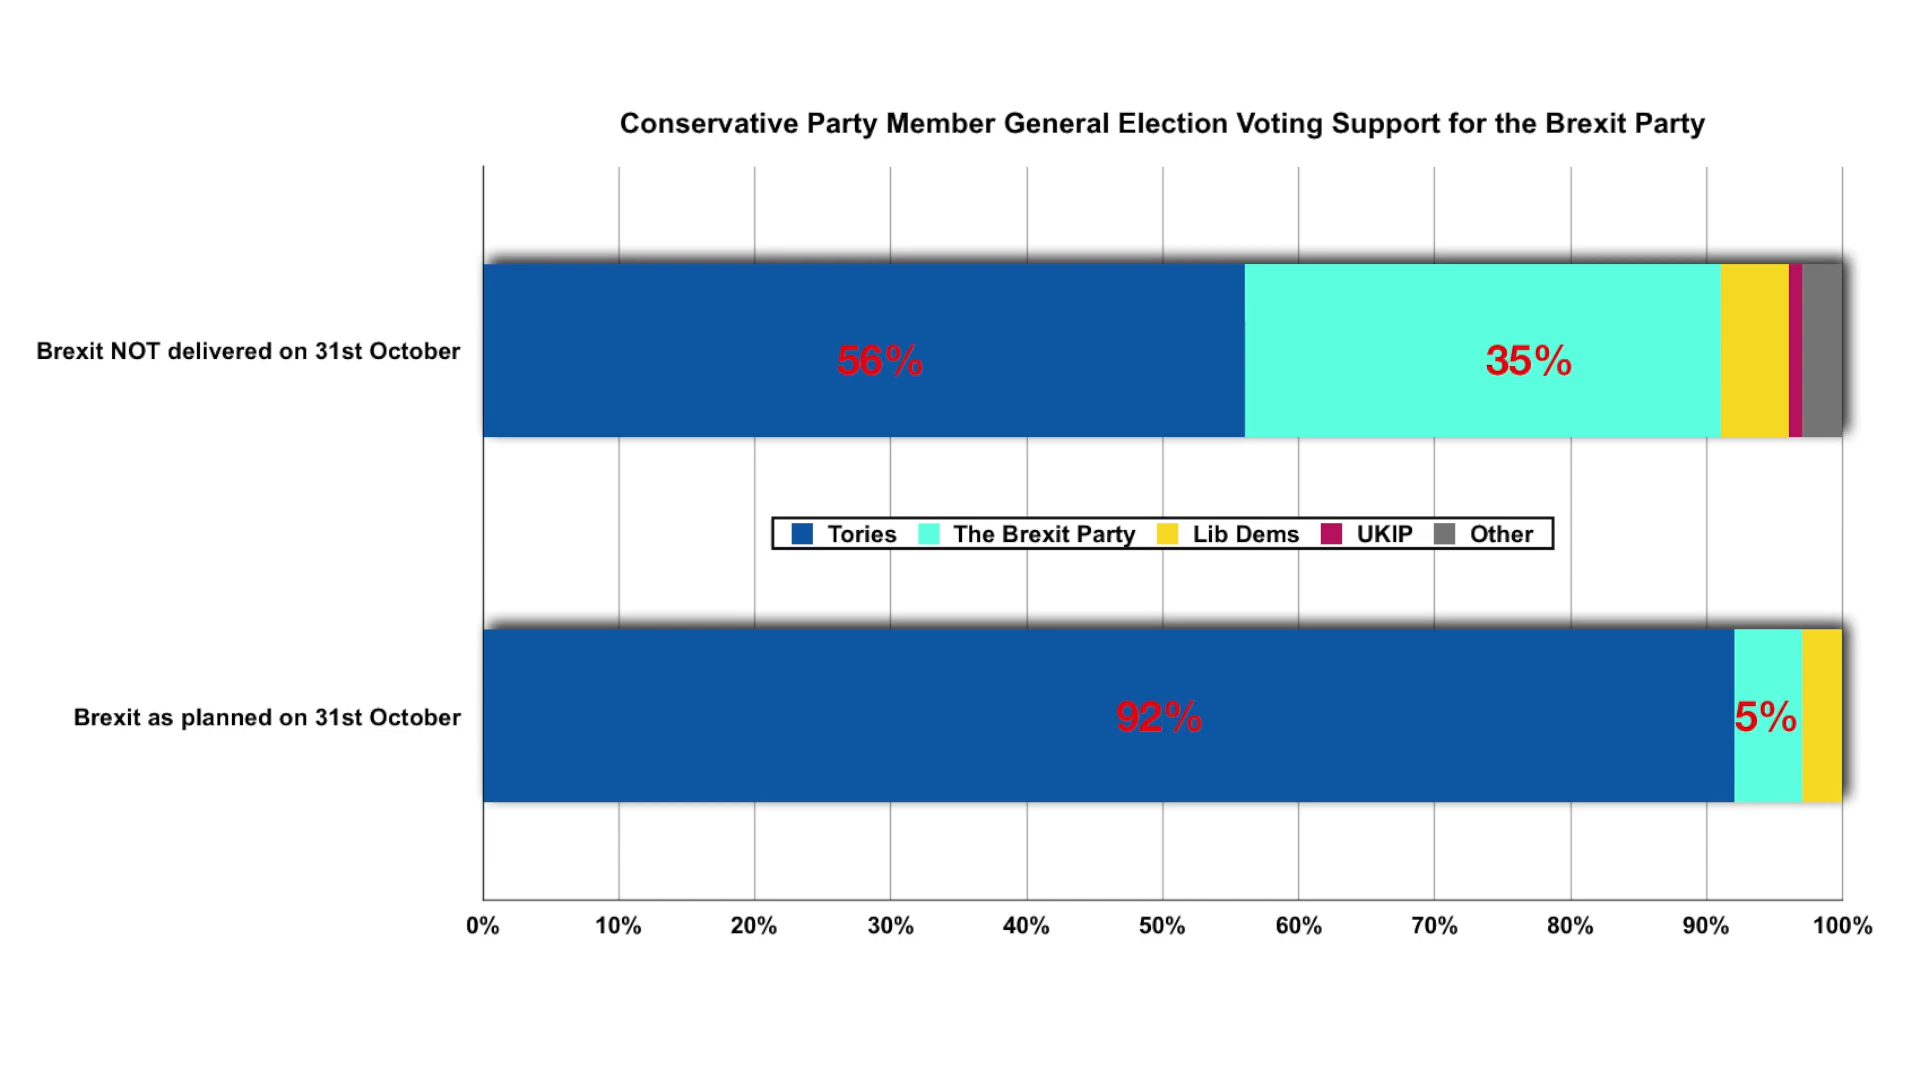 Conservative Party Member General Election Voting Support for the Brexit Party
Brexit NOT delivered on 31st October
56%
35%
Tories The Brexit Party Lib Dems UKIP Other
Brexit as planned on 31st October
92%
5%
0% 10% 20% 30% 40% 50% 60% 70% 80% 90% 100%